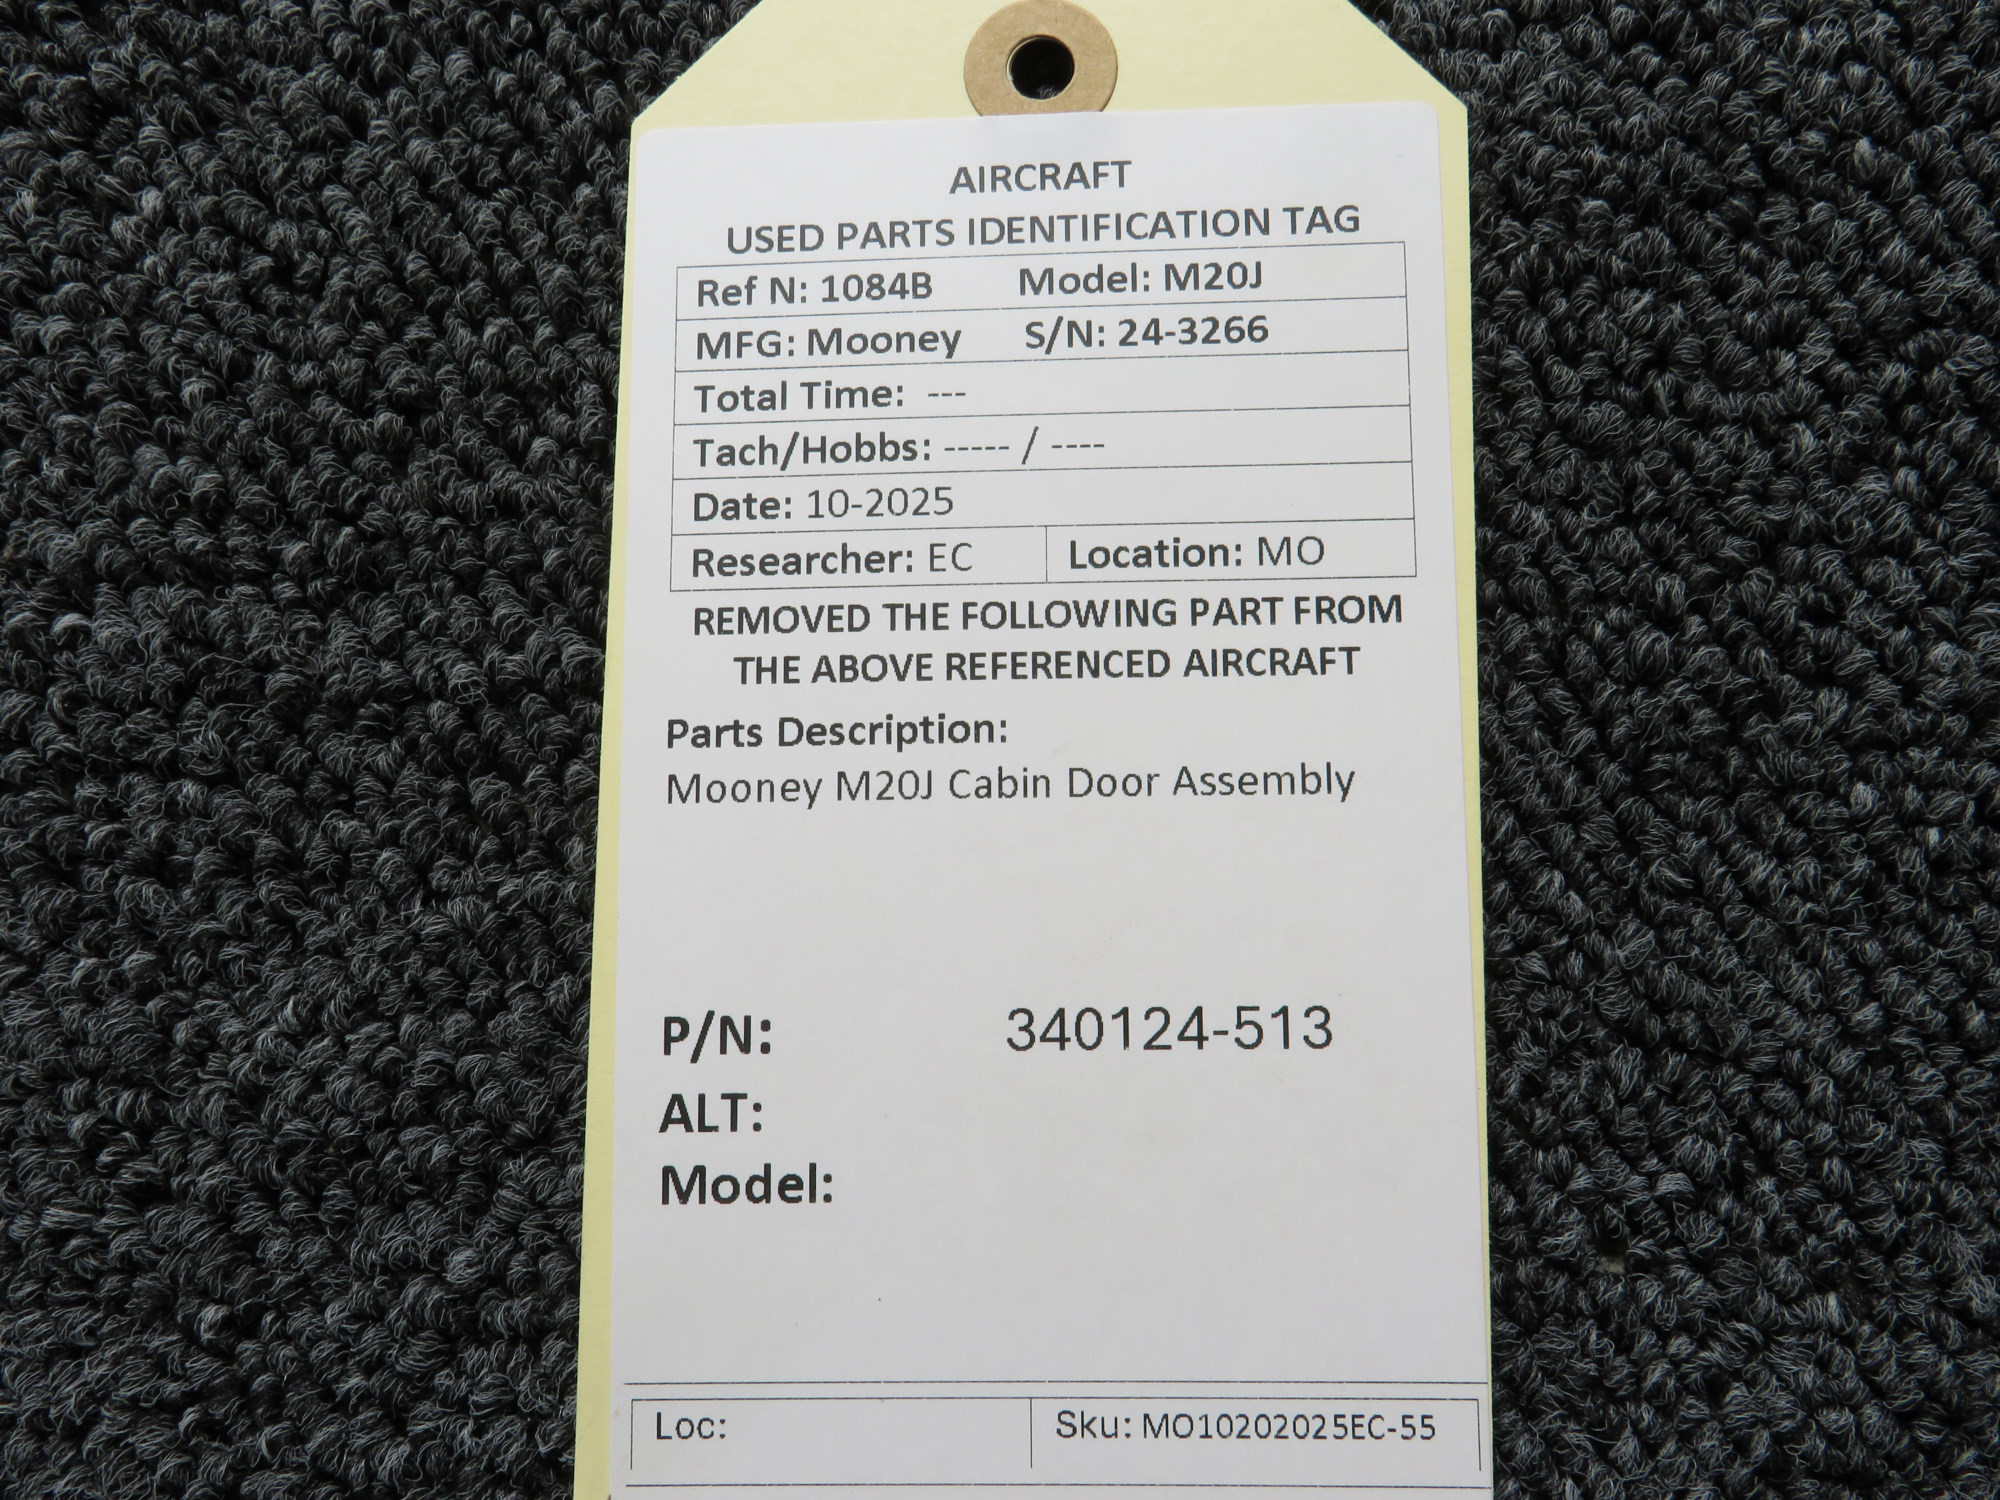 AIRCRAFT
USED PARTS IDENTIFICATION TAG
Ref N: 1084B Model: M20J
MFG: Mooney S/N: 24-3266
Total Time: ---
Tach/Hobbs: ----- / ----
Date: 10-2025
Researcher: EC Location: MO
REMOVED THE FOLLOWING PART FROM
THE ABOVE REFERENCED AIRCRAFT
Parts Description:
Mooney M20J Cabin Door Assembly
P/N: 340124-513
ALT:
Model:
Loc: Sku: MO10202025EC-55